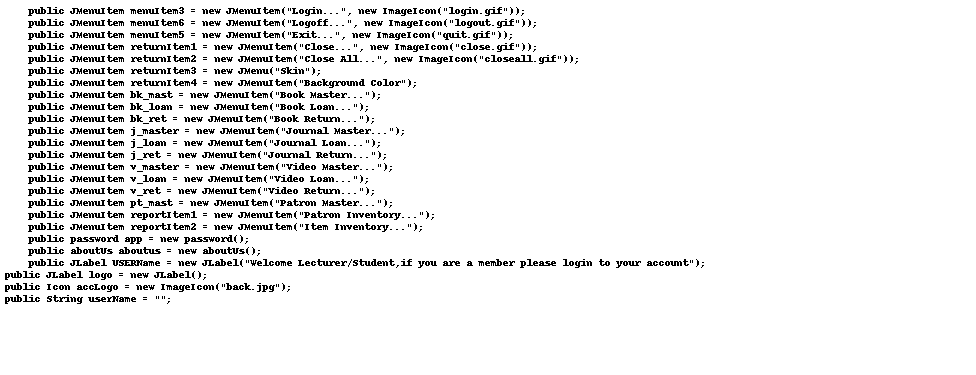 public JMenuItem menuItem3 = new JMenuItem("Login...", new ImageIcon("login.gif"));
public JMenuItem menuItem6 = new JMenuItem("Logoff...", new ImageIcon("logout.gif"));
public JMenuItem menuItem5 = new JMenuItem("Exit...", new ImageIcon("quit.gif"));
public JMenuItem returnItem1 = new JMenuItem("Close...", new ImageIcon("close.gif"));
public JMenuItem returnItem2 = new JMenuItem("Close All...", new ImageIcon("closeall.gif"));
public JMenuItem returnItem3 = new JMenu("Skin");
public JMenuItem returnItem4 = new JMenuItem("Background Color");
public JMenuItem bk_mast = new JMenuItem("Book Master...");
public JMenuItem bk_loan = new JMenuItem("Book Loan...");
public JMenuItem bk_ret = new JMenuItem("Book Return...");
public JMenuItem j_master = new JMenuItem("Journal Master...");
public JMenuItem j_loan = new JMenuItem("Journal Loan...");
public JMenuItem j_ret = new JMenuItem("Journal Return...");
public JMenuItem v_master = new JMenuItem("Video Master...");
public JMenuItem v_loan = new JMenuItem("Video Loan...");
public JMenuItem v_ret = new JMenuItem("Video Return...");
public JMenuItem pt_mast = new JMenuItem("Patron Master...");
public JMenuItem reportItem1 = new JMenuItem("Patron Inventory...");
public JMenuItem reportItem2 = new JMenuItem("Item Inventory...");
public password app = new password();
public aboutUs aboutus = new aboutUs();
public JLabel USERName = new JLabel("Welcome Lecturer/Student,if you are a member please login to your account");
public JLabel logo = new JLabel();
public Icon accLogo = new ImageIcon("back.jpg");
public String userName = "";